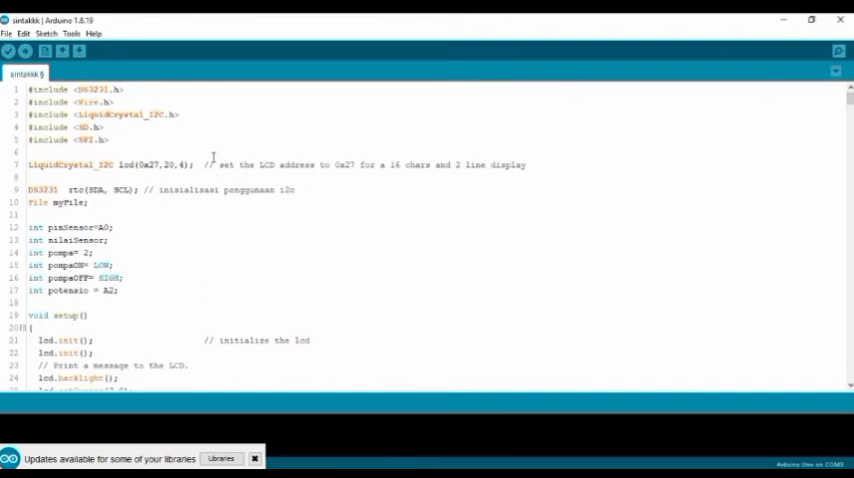 sintakkk | Arduino 1.8.19
File Edit Sketch Tools Help
sintakkk §
1 #include <DS3231.h>
2 #include <Wire.h>
3 #include <LiquidCrystal_I2C.h>
4 #include <SD.h>
5 #include <SPI.h>
6
7 LiquidCrystal_I2C lcd(0x27,20,4); // set the LCD address to 0x27 for a 16 chars and 2 line display
8
9 DS3231 rtc(SDA, SCL); // inisialisasi penggunaan i2c
10 File myFile;
11
12 int pinSensor=A0;
13 int nilaiSensor;
14 int pompa= 2;
15 int pompaON= LOW;
16 int pompaOFF= HIGH;
17 int potensio = A2;
18
19 void setup()
20 {
21 lcd.init(); // initialize the lcd
22 lcd.init();
23 // Print a message to the LCD.
24 lcd.backlight();
Updates available for some of your libraries Libraries
Arduino Uno on COM3